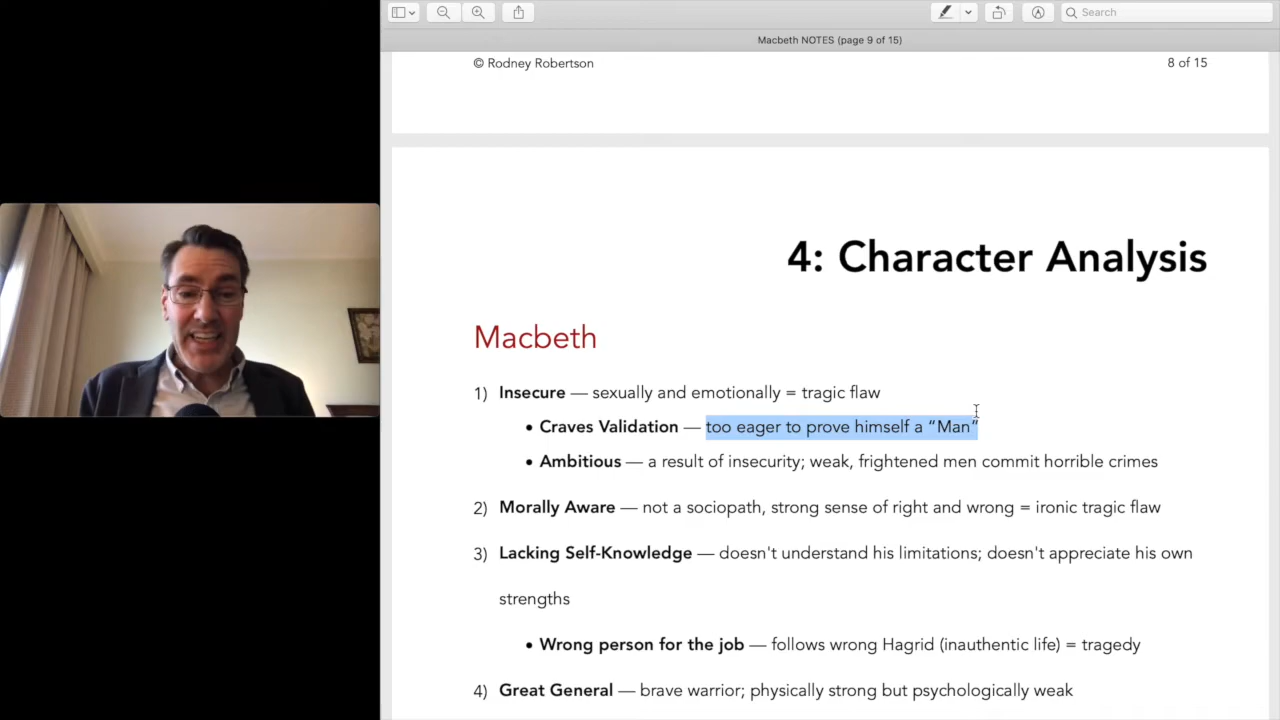 Search
Macbeth NOTES (page 9 of 15)
© Rodney Robertson
8 of 15
4: Character Analysis
Macbeth
1) Insecure — sexually and emotionally = tragic flaw
• Craves Validation — too eager to prove himself a “Man”
• Ambitious — a result of insecurity; weak, frightened men commit horrible crimes
2) Morally Aware — not a sociopath, strong sense of right and wrong = ironic tragic flaw
3) Lacking Self-Knowledge — doesn't understand his limitations; doesn't appreciate his own
strengths
• Wrong person for the job — follows wrong Hagrid (inauthentic life) = tragedy
4) Great General — brave warrior; physically strong but psychologically weak